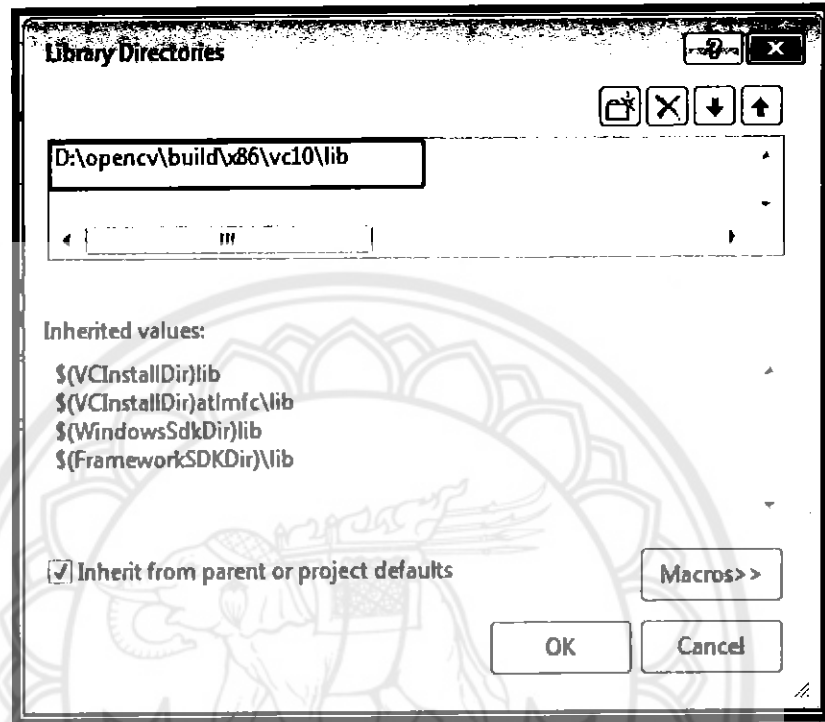 Library Directories
D:\opencv\build\x86\vc10\lib
Inherited values:
$(VCInstallDir)lib
$(VCInstallDir)atlmfc\lib
$(WindowsSdkDir)lib
$(FrameworkSDKDir)\lib
Inherit from parent or project defaults
Macros>>
OK
Cancel